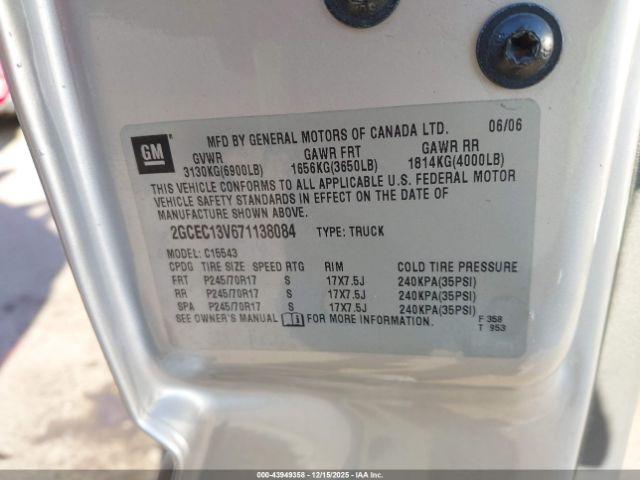 GM
MFD BY GENERAL MOTORS OF CANADA LTD. 06/06
GVWR GAWR FRT GAWR RR
3130KG(6900LB) 1656KG(3650LB) 1814KG(4000LB)
THIS VEHICLE CONFORMS TO ALL APPLICABLE U.S. FEDERAL MOTOR
VEHICLE SAFETY STANDARDS IN EFFECT ON THE DATE OF
MANUFACTURE SHOWN ABOVE.
2GCEC13V671138084 TYPE: TRUCK
MODEL: C15543
CPDG TIRE SIZE SPEED RTG RIM COLD TIRE PRESSURE
FRT P245/70R17 S 17X7.5J 240KPA(35PSI)
RR P245/70R17 S 17X7.5J 240KPA(35PSI)
SPA P245/70R17 S 17X7.5J 240KPA(35PSI)
SEE OWNER'S MANUAL FOR MORE INFORMATION. F 358
T 953
000-43949358 - 12/15/2025 - IAAI.COM